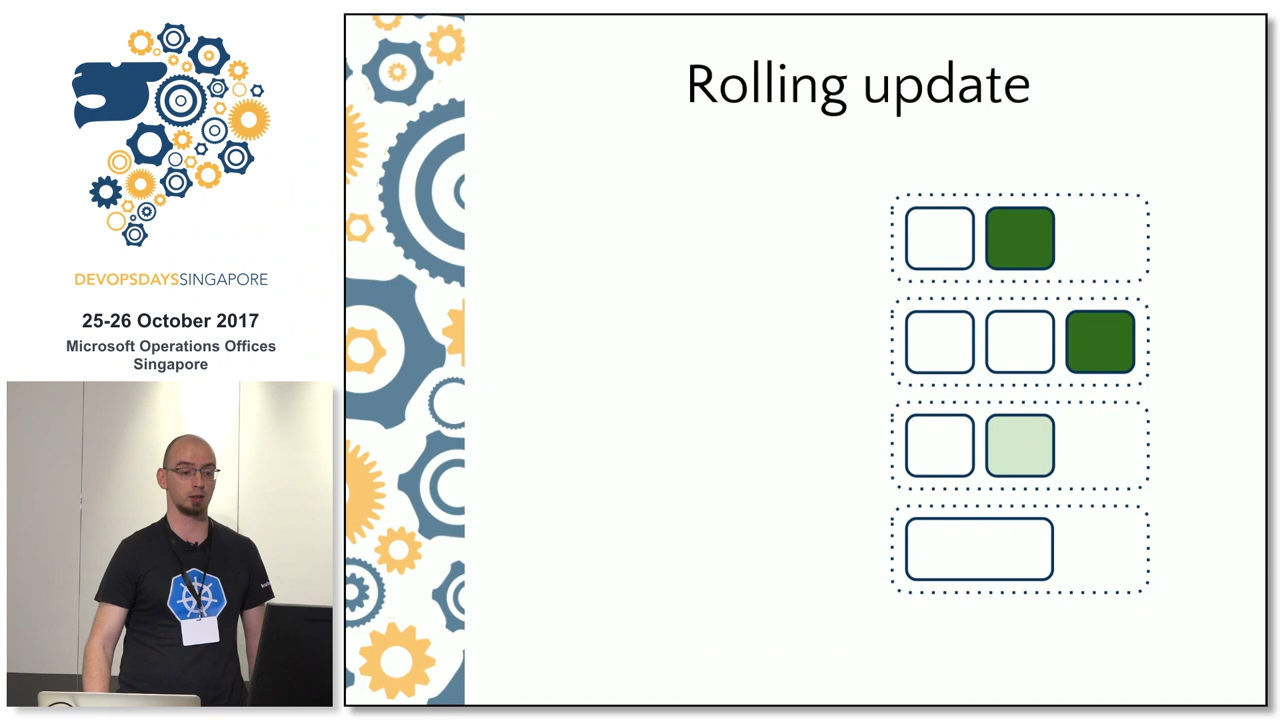 DEVOPSDAYSSINGAPORE
25-26 October 2017
Microsoft Operations Offices
Singapore
Rolling update